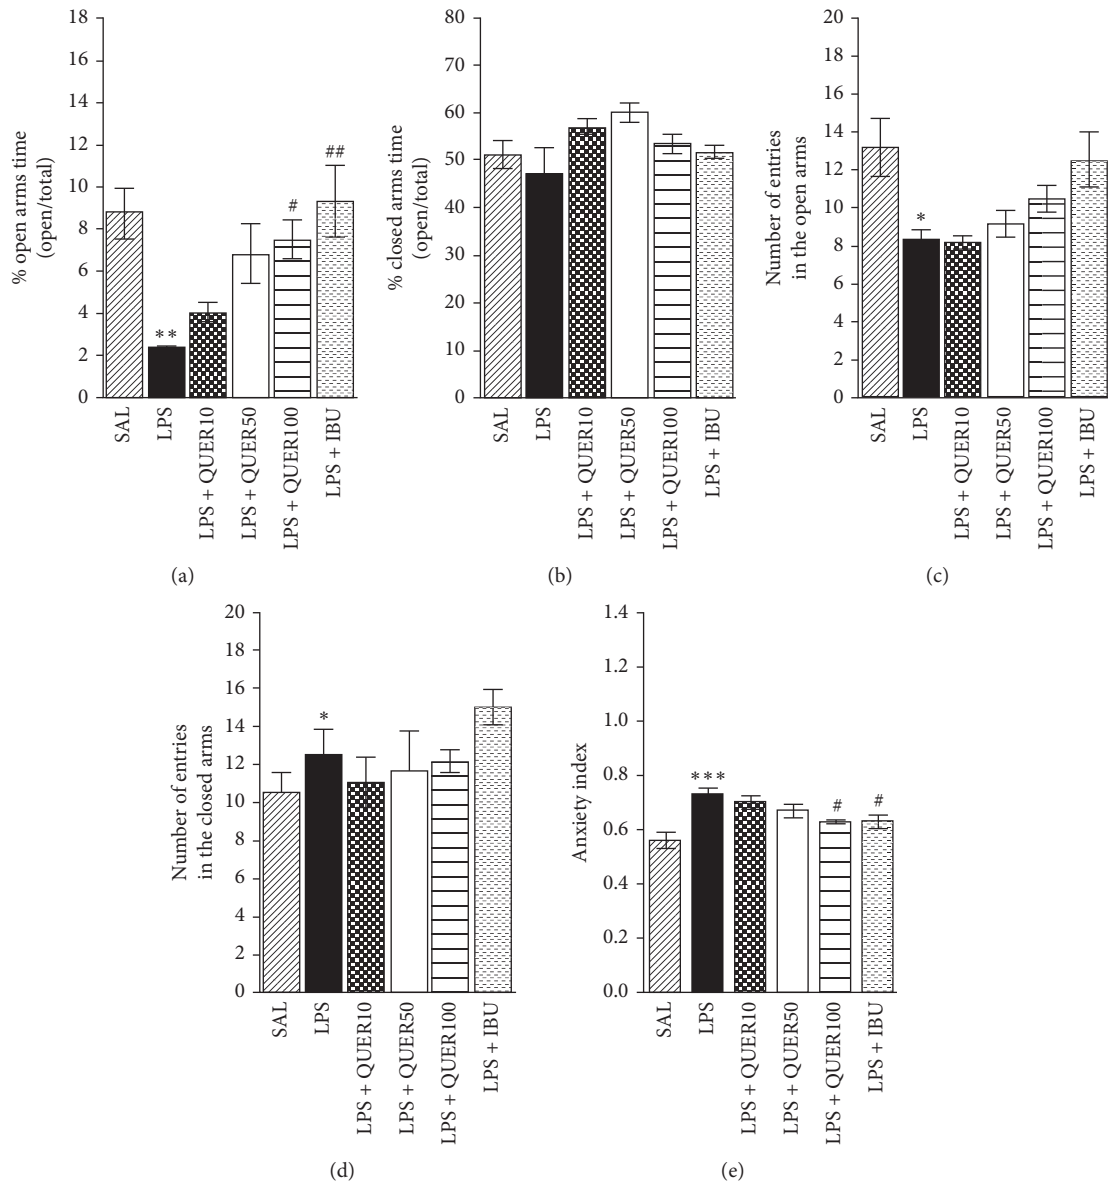 % open arms time
(open/total)
18
16
14
12
10
8
6
4
2
0
**
#
##
SAL
LPS
LPS + QUER10
LPS + QUER50
LPS + QUER100
LPS + IBU
(a)
% closed arms time
(open/total)
80
70
60
50
40
30
20
10
0
SAL
LPS
LPS + QUER10
LPS + QUER50
LPS + QUER100
LPS + IBU
(b)
Number of entries
in the open arms
20
18
16
14
12
10
8
6
4
2
0
*
SAL
LPS
LPS + QUER10
LPS + QUER50
LPS + QUER100
LPS + IBU
(c)
Number of entries
in the closed arms
20
18
16
14
12
10
8
6
4
2
0
*
SAL
LPS
LPS + QUER10
LPS + QUER50
LPS + QUER100
LPS + IBU
(d)
Anxiety index
1.4
1.2
1.0
0.8
0.6
0.4
0.2
0.0
***
#
#
SAL
LPS
LPS + QUER10
LPS + QUER50
LPS + QUER100
LPS + IBU
(e)